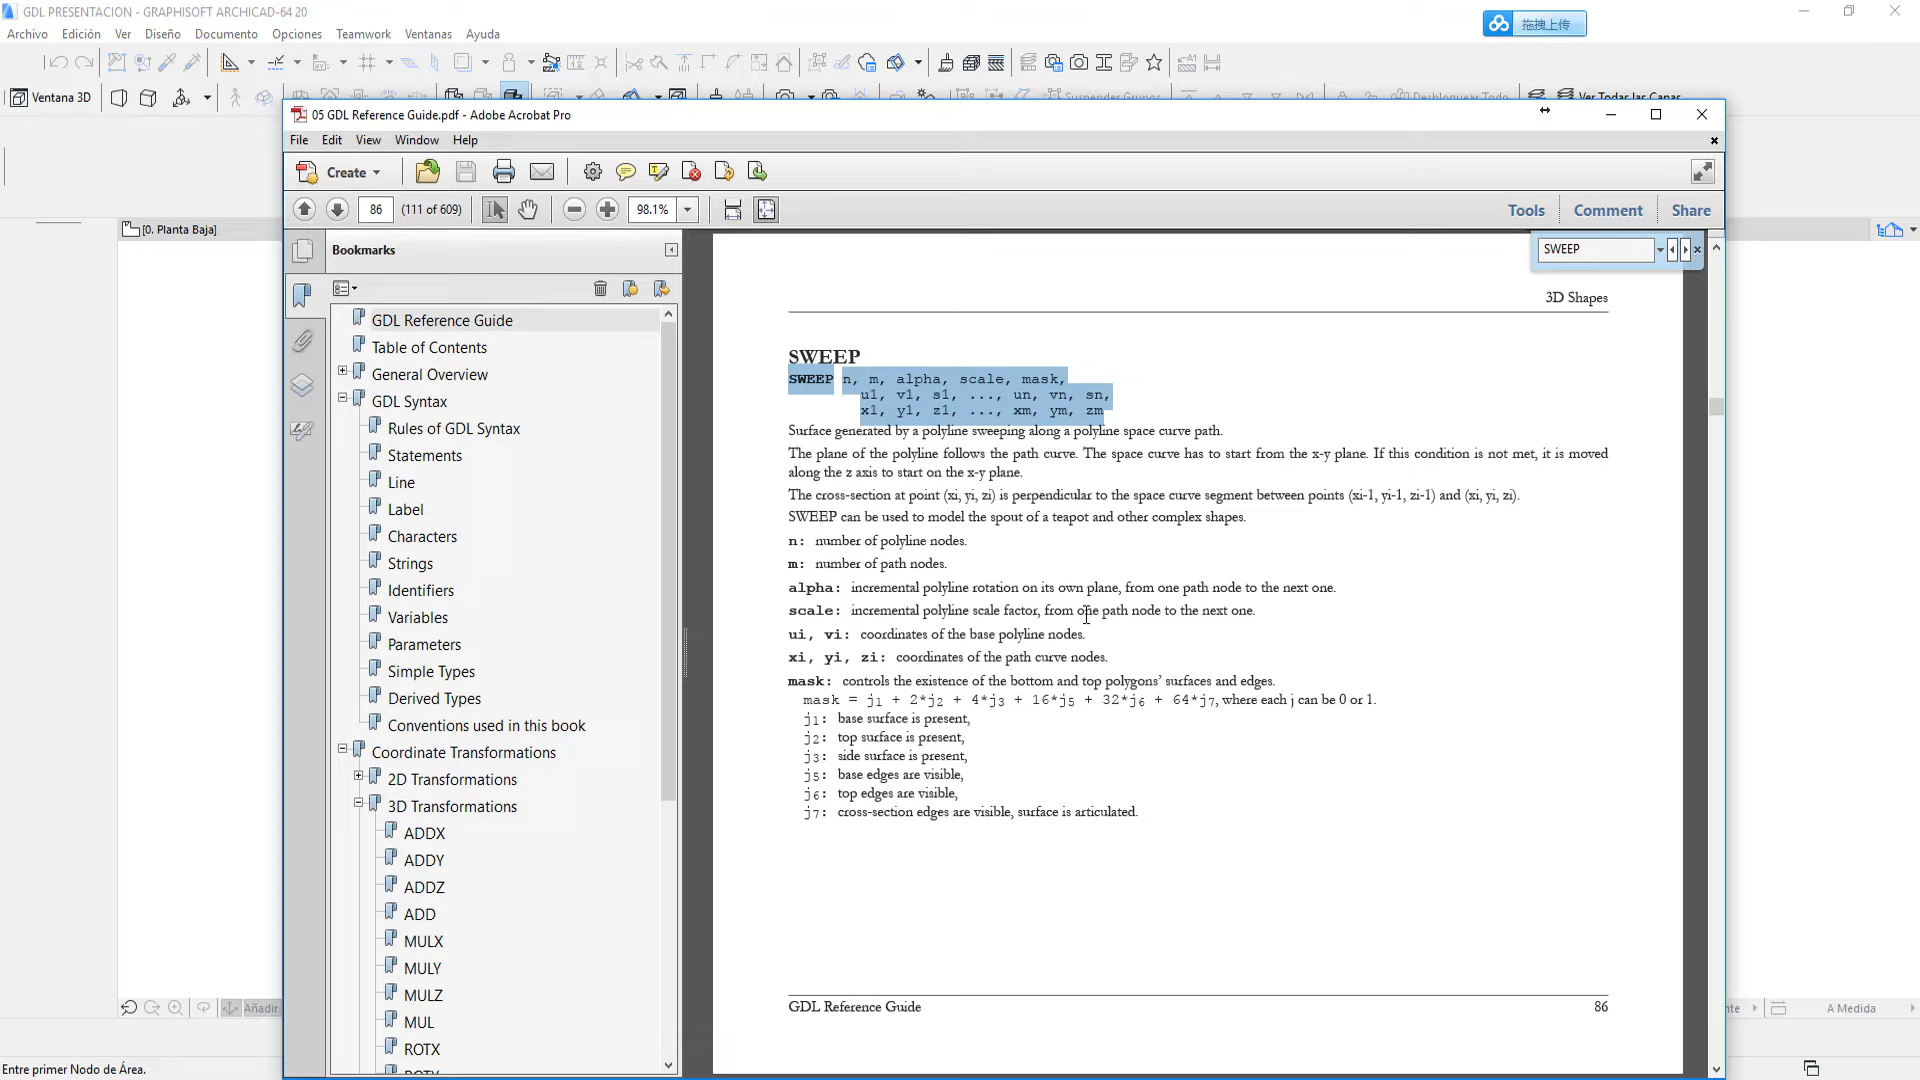 GDL PRESENTACION - GRAPHISOFT ARCHICAD-64 20
拖拽上传
Archivo Edición Ver Diseño Documento Opciones Teamwork Ventanas Ayuda
Ventana 3D
Suspender Grupos
Desbloquear Todo
Ver Todas las Capas
05 GDL Reference Guide.pdf - Adobe Acrobat Pro
File Edit View Window Help
Create
86 (111 of 609) 98.1%
Tools Comment Share
[0. Planta Baja]
Bookmarks
SWEEP
GDL Reference Guide
Table of Contents
General Overview
GDL Syntax
Rules of GDL Syntax
Statements
Line
Label
Characters
Strings
Identifiers
Variables
Parameters
Simple Types
Derived Types
Conventions used in this book
Coordinate Transformations
2D Transformations
3D Transformations
ADDX
ADDY
ADDZ
ADD
MULX
MULY
MULZ
MUL
ROTX
3D Shapes
SWEEP
SWEEP n, m, alpha, scale, mask,
u1, v1, s1, ..., un, vn, sn,
x1, y1, z1, ..., xm, ym, zm
Surface generated by a polyline sweeping along a polyline space curve path.
The plane of the polyline follows the path curve. The space curve has to start from the x-y plane. If this condition is not met, it is moved
along the z axis to start on the x-y plane.
The cross-section at point (xi, yi, zi) is perpendicular to the space curve segment between points (xi-1, yi-1, zi-1) and (xi, yi, zi).
SWEEP can be used to model the spout of a teapot and other complex shapes.
n: number of polyline nodes.
m: number of path nodes.
alpha: incremental polyline rotation on its own plane, from one path node to the next one.
scale: incremental polyline scale factor, from one path node to the next one.
ui, vi: coordinates of the base polyline nodes.
xi, yi, zi: coordinates of the path curve nodes.
mask: controls the existence of the bottom and top polygons' surfaces and edges.
mask = j1 + 2*j2 + 4*j3 + 16*j5 + 32*j6 + 64*j7, where each j can be 0 or 1.
j1: base surface is present,
j2: top surface is present,
j3: side surface is present,
j5: base edges are visible,
j6: top edges are visible,
j7: cross-section edges are visible, surface is articulated.
GDL Reference Guide 86
Añadir
A Medida
Entre primer Nodo de Área.